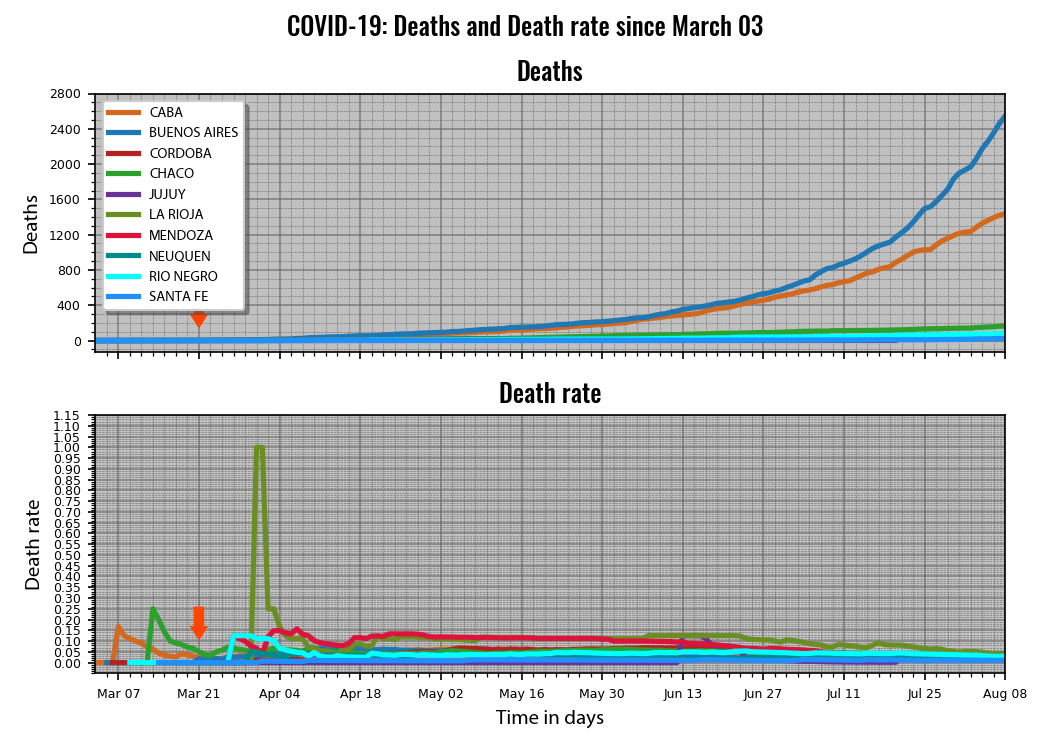 COVID-19: Deaths and Death rate since March 03
Deaths
2800
2400
2000
1600
1200
800
400
0
Deaths
CABA
BUENOS AIRES
CORDOBA
CHACO
JUJUY
LA RIOJA
MENDOZA
NEUQUEN
RIO NEGRO
SANTA FE
Death rate
1.15
1.10
1.05
1.00
0.95
0.90
0.85
0.80
0.75
0.70
0.65
0.60
0.55
0.50
0.45
0.40
0.35
0.30
0.25
0.20
0.15
0.10
0.05
0.00
Death rate
Mar 07 Mar 21 Apr 04 Apr 18 May 02 May 16 May 30 Jun 13 Jun 27 Jul 11 Jul 25 Aug 08
Time in days